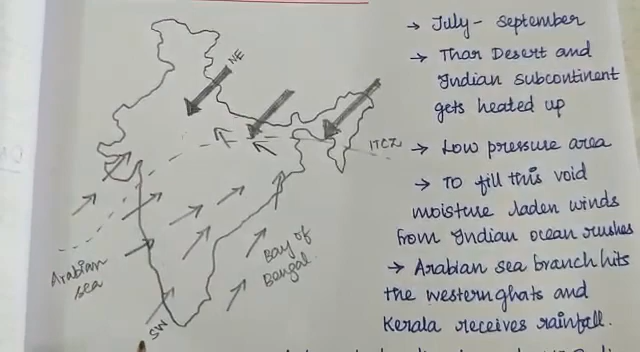 NE
ITCZ
Arabian
sea
Bay of
Bengal.
SW
→ July - September
→ Thar Desert and
Indian subcontinent
gets heated up
→ Low pressure area
→ To fill this void
moisture laden winds
from Indian ocean rushes
→ Arabian sea branch hits
the western ghats and
Kerala receives rainfall.